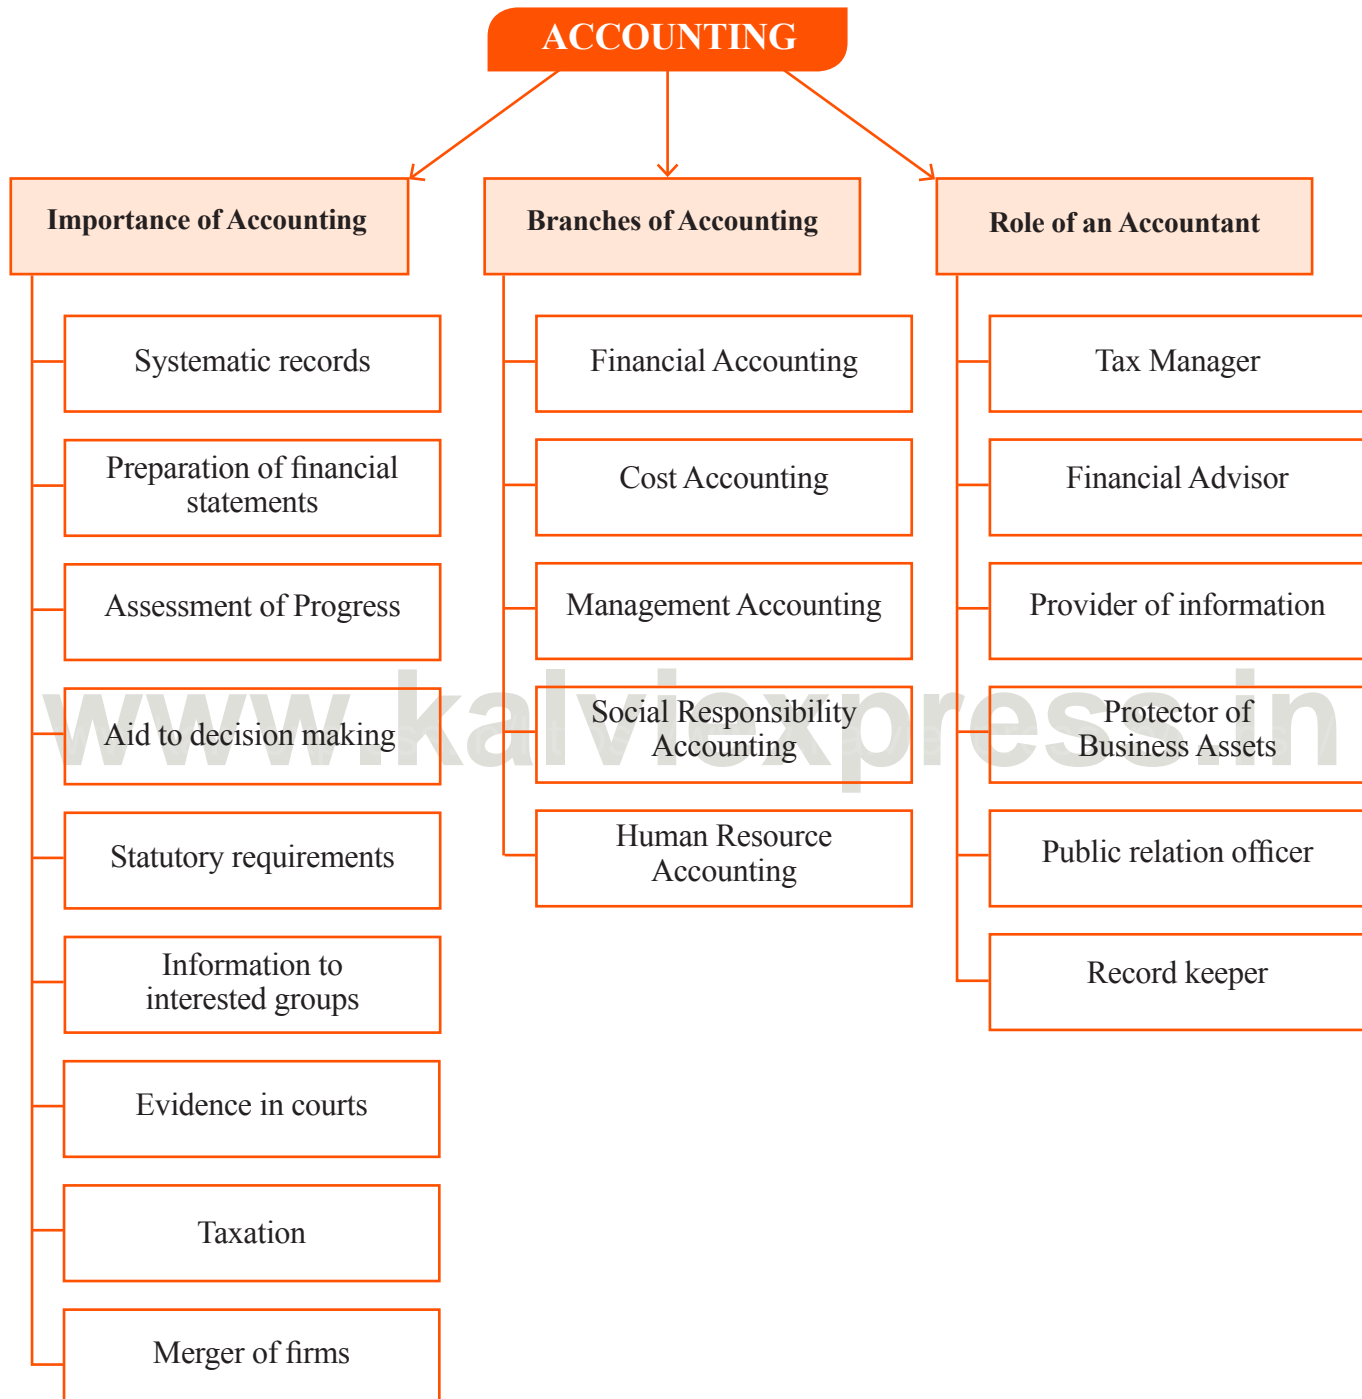 ACCOUNTING
Importance of Accounting
Systematic records
Preparation of financial
statements
Assessment of Progress
Aid to decision making
Statutory requirements
Information to
interested groups
Evidence in courts
Taxation
Merger of firms
Branches of Accounting
Financial Accounting
Cost Accounting
Management Accounting
Social Responsibility
Accounting
Human Resource
Accounting
Role of an Accountant
Tax Manager
Financial Advisor
Provider of information
Protector of
Business Assets
Public relation officer
Record keeper
www.kalviexpress.in